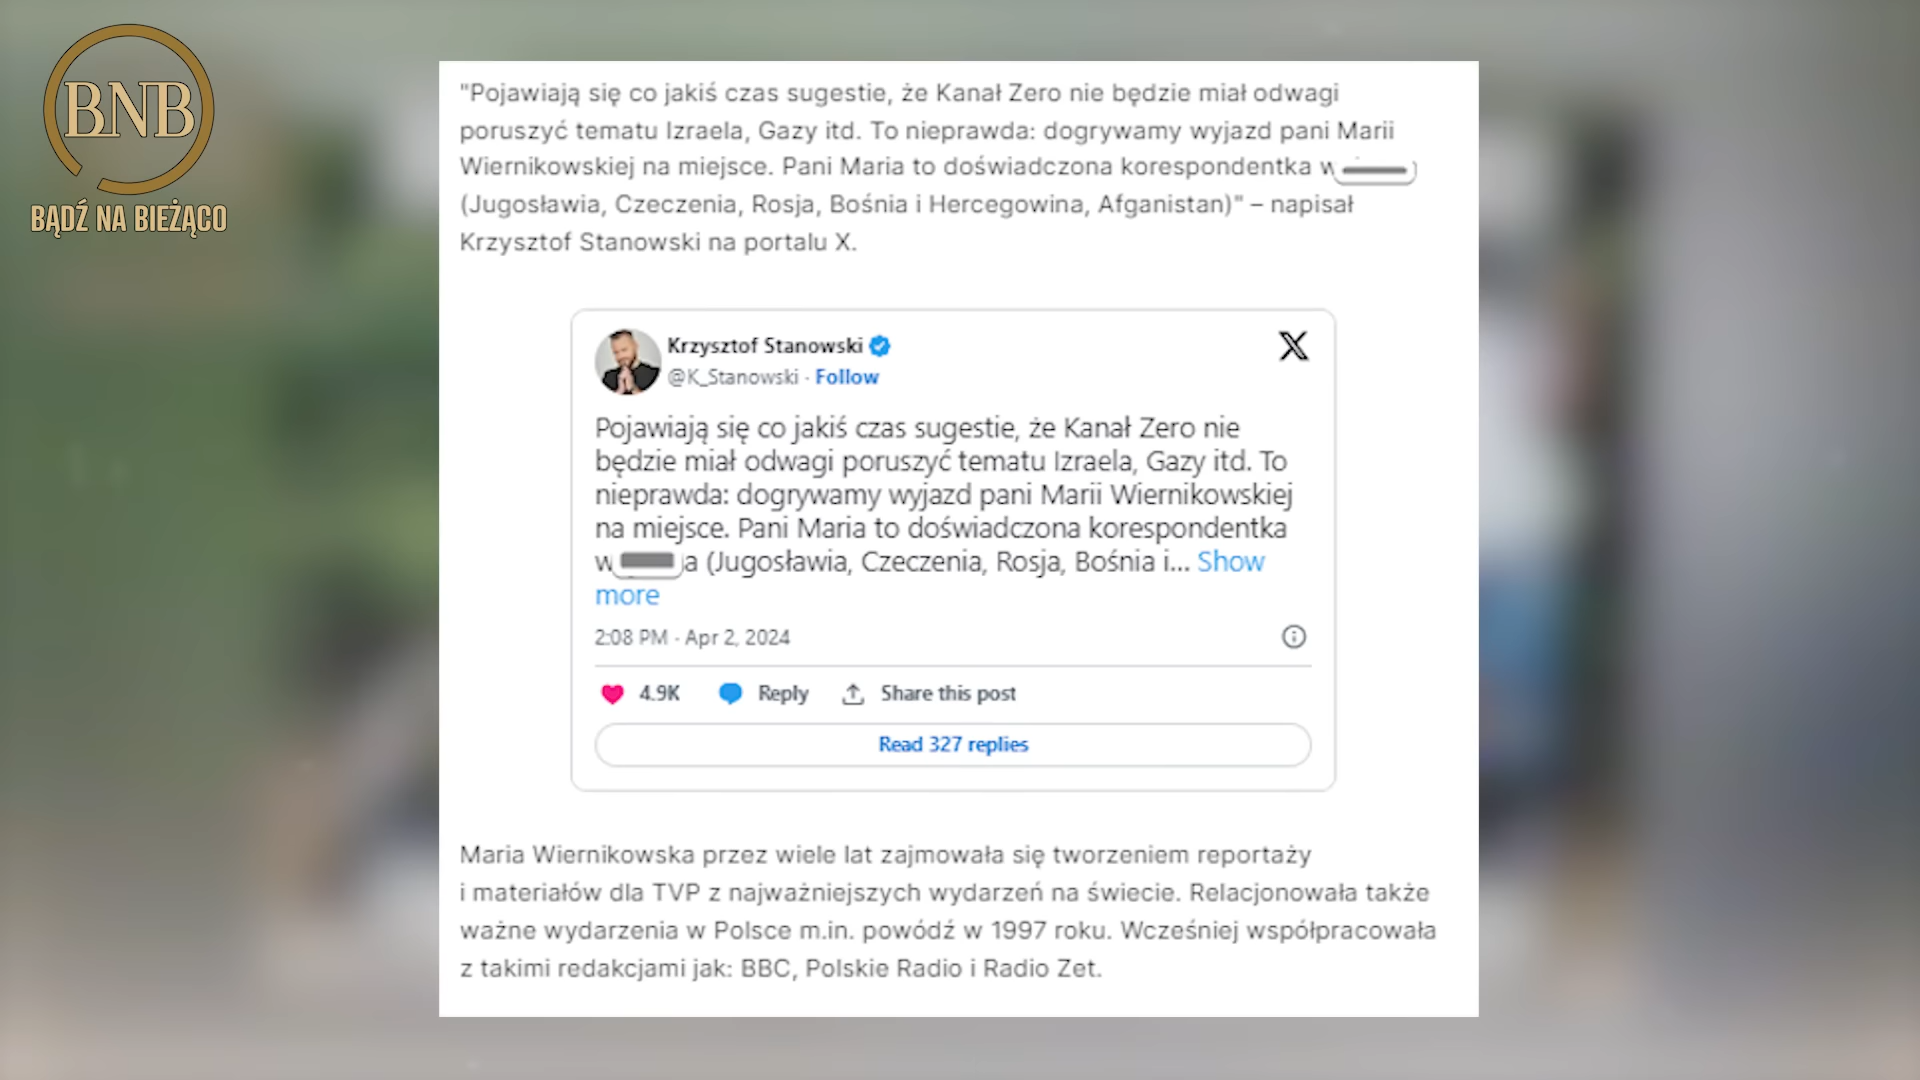 BNB
BĄDŹ NA BIEŻĄCO
"Pojawiają się co jakiś czas sugestie, że Kanał Zero nie będzie miał odwagi
poruszyć tematu Izraela, Gazy itd. To nieprawda: dogrywamy wyjazd pani Marii
Wiernikowskiej na miejsce. Pani Maria to doświadczona korespondentka
(Jugosławia, Czeczenia, Rosja, Bośnia i Hercegowina, Afganistan)" – napisał
Krzysztof Stanowski na portalu X.
Krzysztof Stanowski
@K_Stanowski · Follow
Pojawiają się co jakiś czas sugestie, że Kanał Zero nie
będzie miał odwagi poruszyć tematu Izraela, Gazy itd. To
nieprawda: dogrywamy wyjazd pani Marii Wiernikowskiej
na miejsce. Pani Maria to doświadczona korespondentka
(Jugosławia, Czeczenia, Rosja, Bośnia i... Show
more
2:08 PM · Apr 2, 2024
4.9K Reply Share this post
Read 327 replies
Maria Wiernikowska przez wiele lat zajmowała się tworzeniem reportaży
i materiałów dla TVP z najważniejszych wydarzeń na świecie. Relacjonowała także
ważne wydarzenia w Polsce m.in. powódź w 1997 roku. Wcześniej współpracowała
z takimi redakcjami jak: BBC, Polskie Radio i Radio Zet.